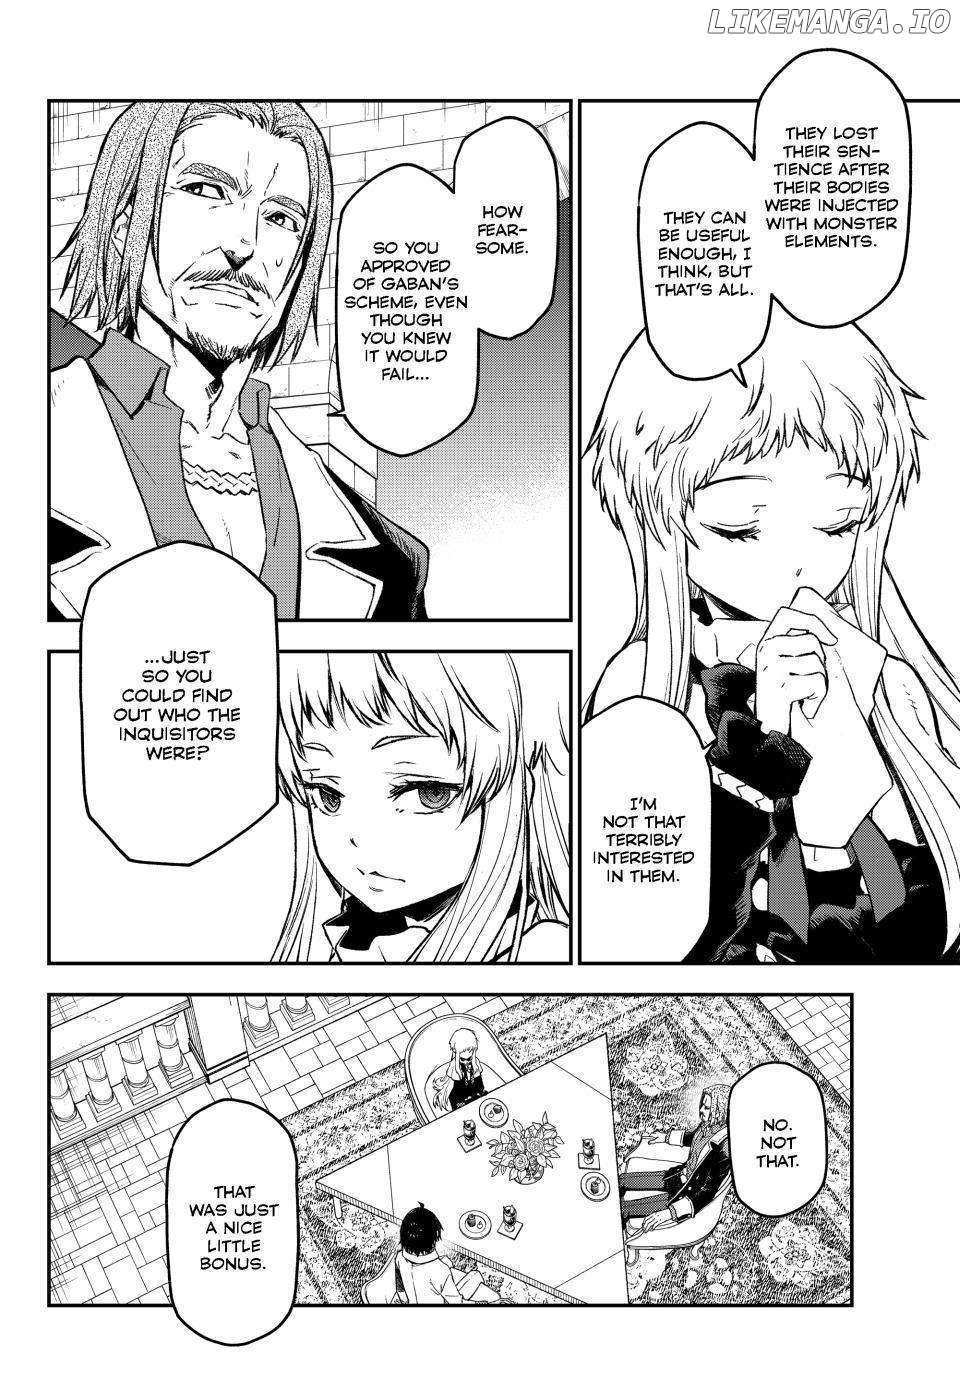 LIKEMANGA.IO
THEY LOST
THEIR SEN-
TIENCE AFTER
THEIR BODIES
WERE INJECTED
WITH MONSTER
ELEMENTS.
THEY CAN
BE USEFUL
ENOUGH, I
THINK, BUT
THAT'S ALL.
I'M
NOT THAT
TERRIBLY
INTERESTED
IN THEM.
HOW
FEAR-
SOME.
SO YOU
APPROVED
OF GABAN'S
SCHEME, EVEN
THOUGH
YOU KNEW
IT WOULD
FAIL...
...JUST
SO YOU
COULD FIND
OUT WHO THE
INQUISITORS
WERE?
NO.
NOT
THAT.
THAT
WAS JUST
A NICE
LITTLE
BONUS.